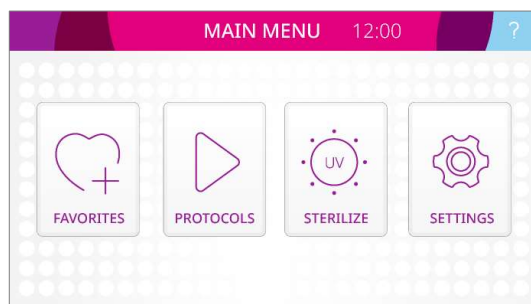 MAIN MENU 12:00 ?
UV
FAVORITES PROTOCOLS STERILIZE SETTINGS